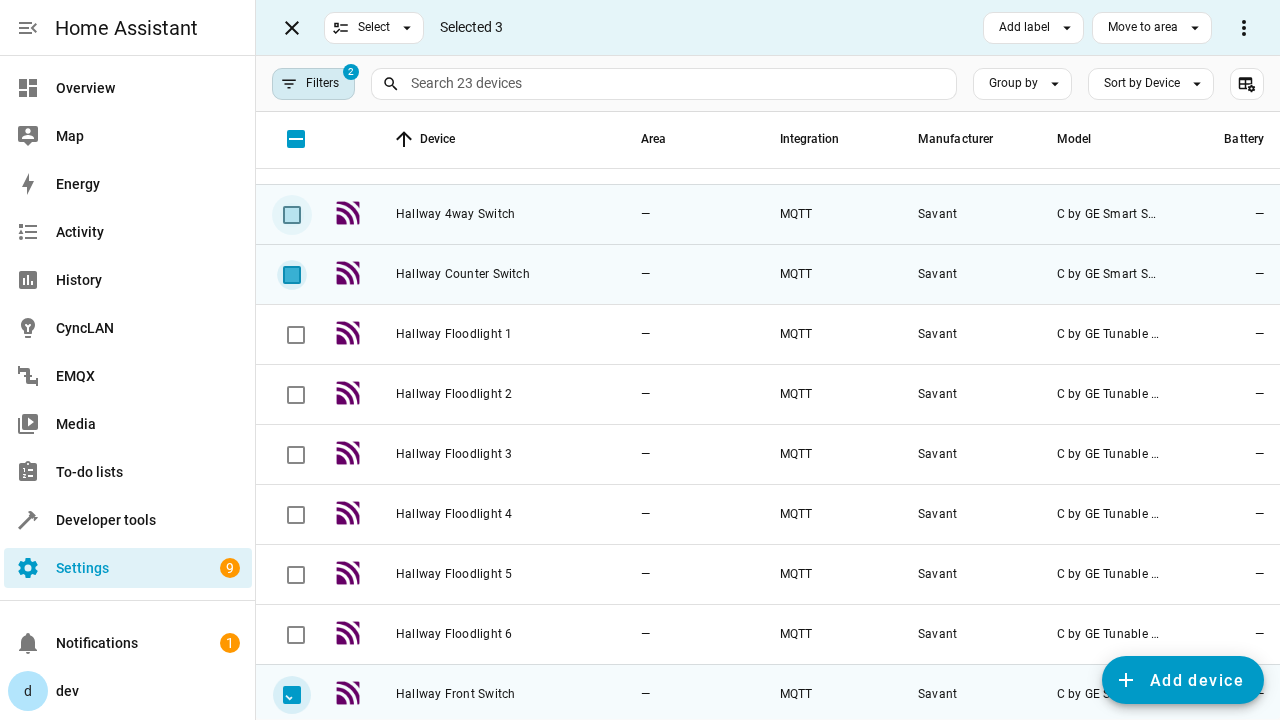 Home Assistant
Select
Selected 3
Add label
Move to area
Filters
2
Search 23 devices
Group by
Sort by Device
Overview
Map
Energy
Activity
History
CyncLAN
EMQX
Media
To-do lists
Developer tools
Settings
9
Notifications
1
d
dev
Device Area Integration Manufacturer Model Battery
Hallway 4way Switch — MQTT Savant C by GE Smart S... —
Hallway Counter Switch — MQTT Savant C by GE Smart S... —
Hallway Floodlight 1 — MQTT Savant C by GE Tunable ... —
Hallway Floodlight 2 — MQTT Savant C by GE Tunable ... —
Hallway Floodlight 3 — MQTT Savant C by GE Tunable ... —
Hallway Floodlight 4 — MQTT Savant C by GE Tunable ... —
Hallway Floodlight 5 — MQTT Savant C by GE Tunable ... —
Hallway Floodlight 6 — MQTT Savant C by GE Tunable ... —
Hallway Front Switch — MQTT Savant C by GE
Add device